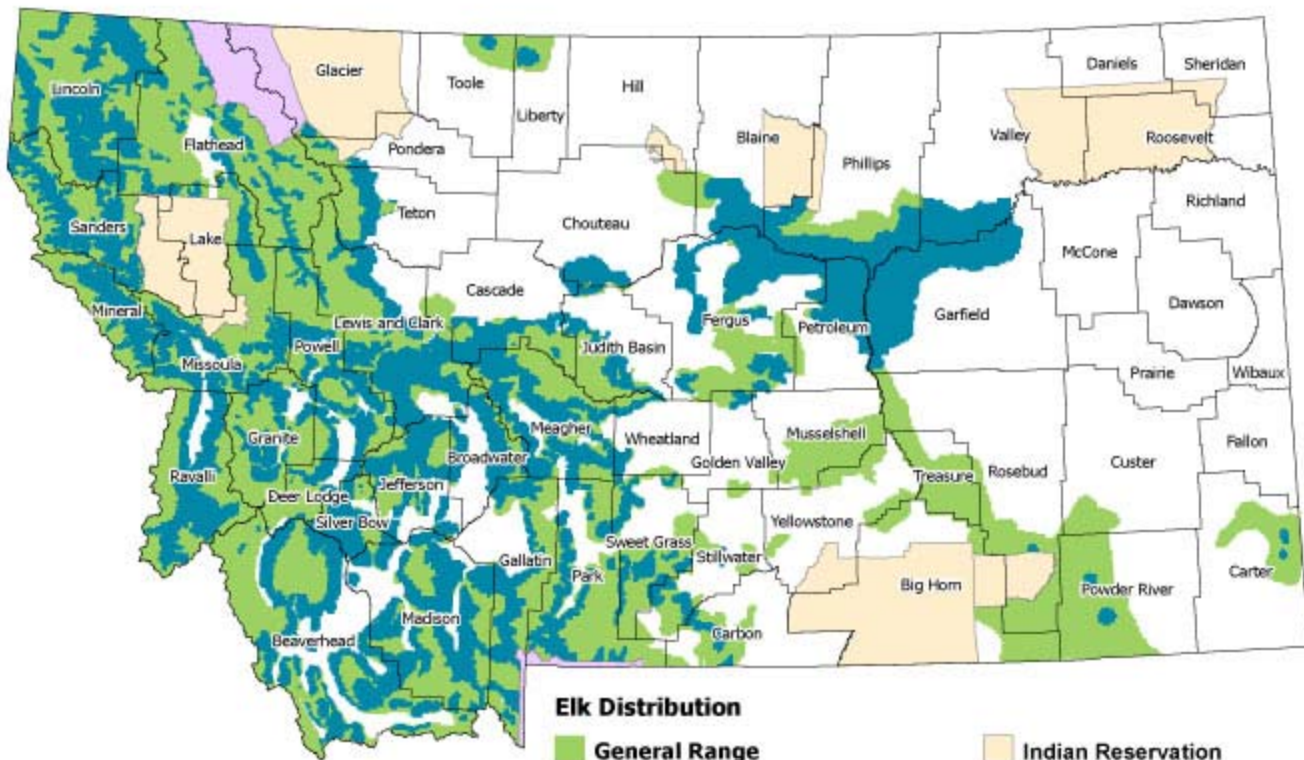 Glacier
Toole
Liberty
Hill
Blaine
Phillips
Valley
Daniels
Sheridan
Roosevelt
Lincoln
Flathead
Pondera
Teton
Chouteau
Richland
McCone
Sanders
Lake
Cascade
Fergus
Petroleum
Garfield
Dawson
Mineral
Lewis and Clark
Powell
Judith Basin
Missoula
Prairie
Wibaux
Granite
Meagher
Wheatland
Golden Valley
Musselshell
Fallon
Ravalli
Broadwater
Jefferson
Deer Lodge
Silver Bow
Treasure
Rosebud
Custer
Yellowstone
Gallatin
Sweet Grass
Stillwater
Park
Big Horn
Powder River
Carter
Madison
Beaverhead
Carbon
Elk Distribution
General Range
Indian Reservation